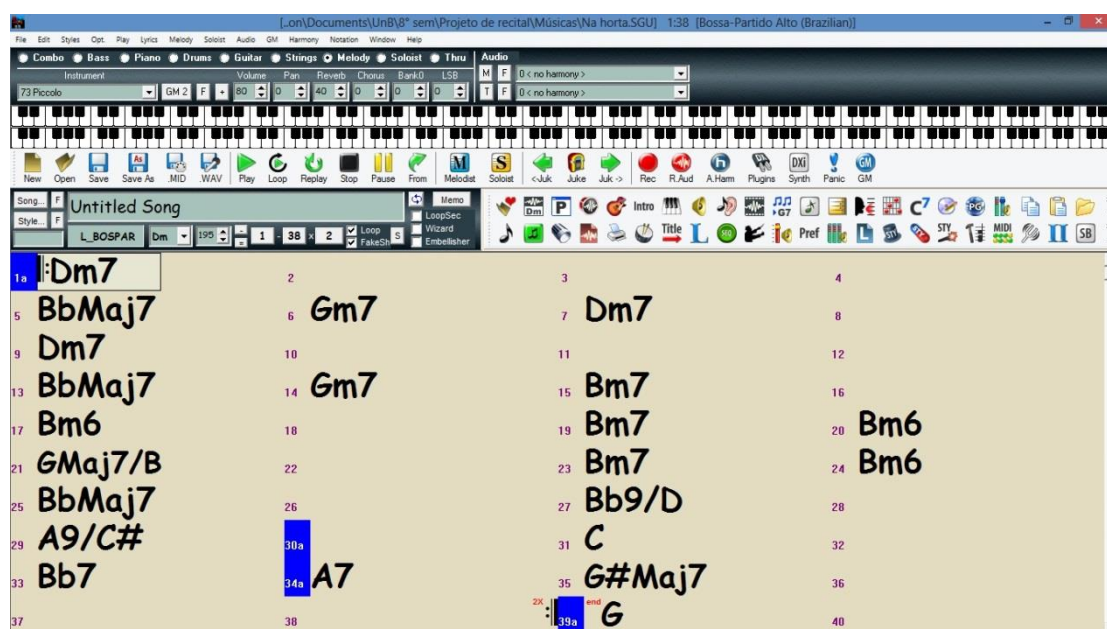 [..on\Documents\UnB\8° sem\Projeto de recital\Músicas\Na horta.SGU] 1:38 [Bossa-Partido Alto (Brazilian)]
File Edit Styles Opt. Play Lyrics Melody Soloist Audio GM Harmony Notation Window Help
Combo Bass Piano Drums Guitar Strings Melody Soloist Thru Audio
Instrument Volume Pan Reverb Chorus Bank0 LSB M F 0 < no harmony >
73 Piccolo GM 2 F + 80 0 40 0 0 0 T F 0 < no harmony >
New Open Save Save As .MID .WAV Play Loop Replay Stop Pause From Melodist Soloist <-Juk Juke Juk-> Rec R.Aud A.Harm Plugins Synth Panic GM
Song... F Untitled Song Memo Intro
Style... F LoopSec Wizard Embellisher
L_BOSPAR Dm 195 1 - 38 x 2 Loop FakeSh S Title Pref MIDI SB
1a Dm7 2 3 4
5 BbMaj7 6 Gm7 7 Dm7 8
9 Dm7 10 11 12
13 BbMaj7 14 Gm7 15 Bm7 16
17 Bm6 18 19 Bm7 20 Bm6
21 GMaj7/B 22 23 Bm7 24 Bm6
25 BbMaj7 26 27 Bb9/D 28
29 A9/C# 30a 31 C 32
33 Bb7 34a A7 35 G#Maj7 36
37 38 2X 39a end G 40